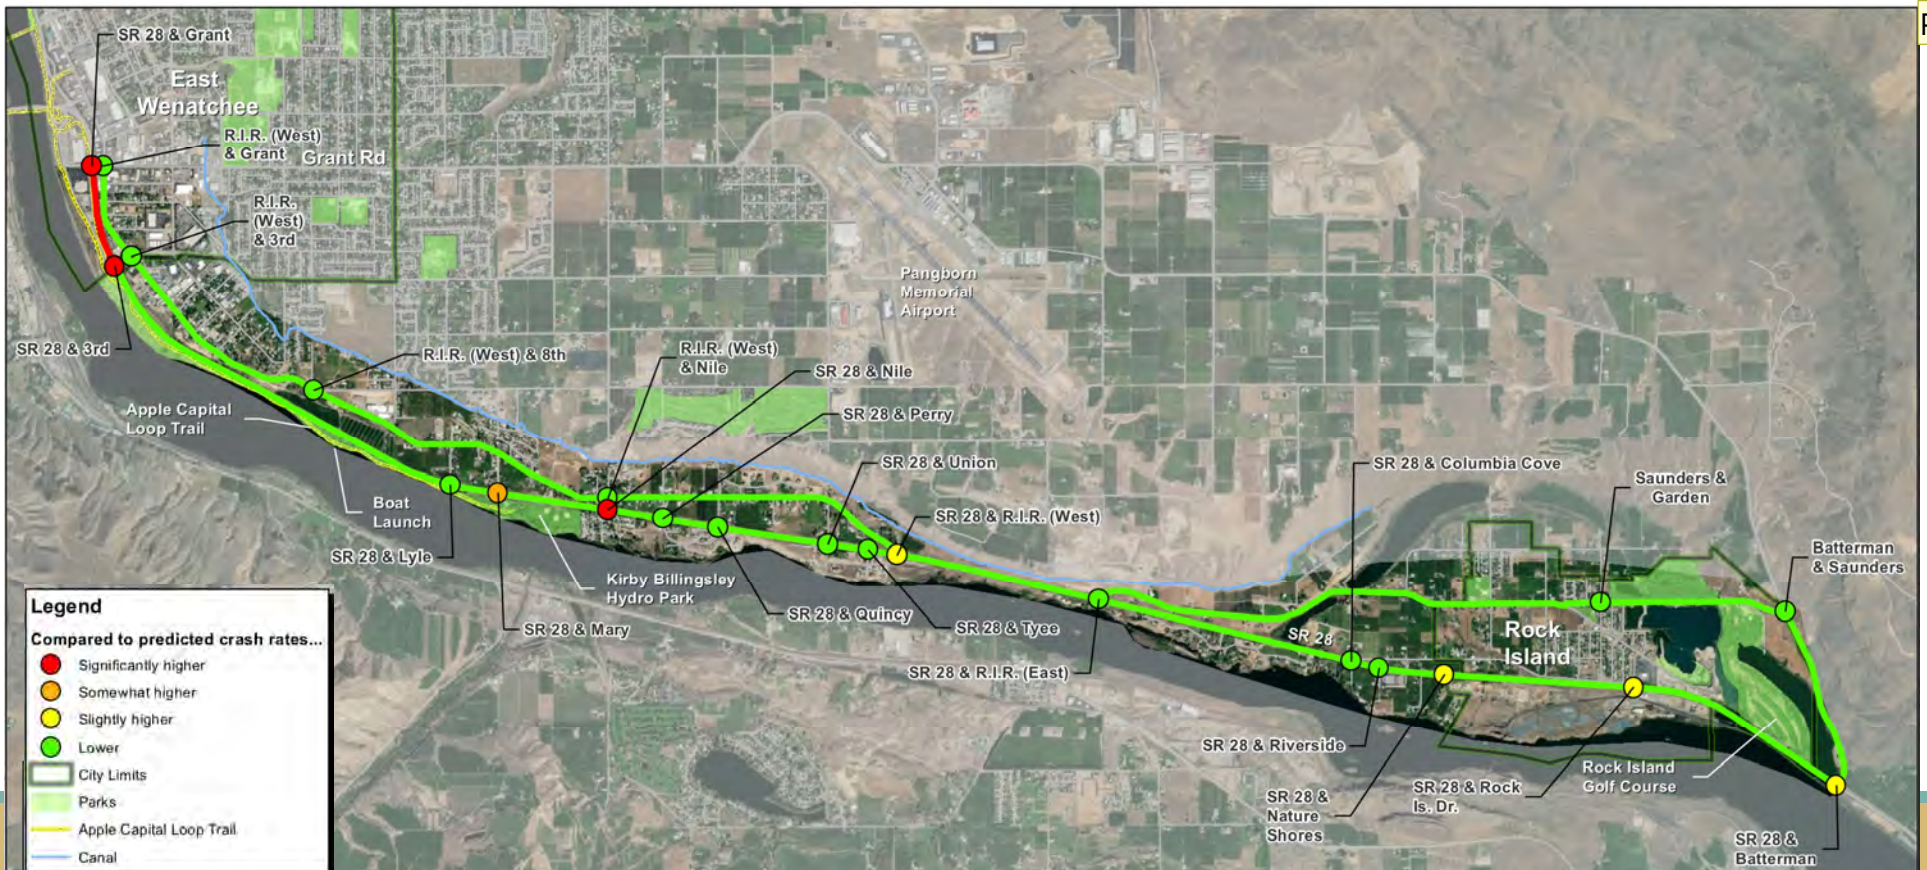 SR 28 & Grant
East
Wenatchee
R.I.R. (West)
& Grant
Grant Rd
R.I.R.
(West)
& 3rd
Pangborn
Memorial
Airport
SR 28 & 3rd
R.I.R. (West) & 8th
R.I.R. (West)
& Nile
SR 28 & Nile
Apple Capital
Loop Trail
SR 28 & Perry
SR 28 & Union
SR 28 & Columbia Cove
Saunders &
Garden
Boat
Launch
SR 28 & R.I.R. (West)
SR 28 & Lyle
Batterman
& Saunders
Kirby Billingsley
Hydro Park
SR 28 & Quincy
SR 28 & Mary
SR 28 & Tyee
SR 28
Rock
Island
SR 28 & R.I.R. (East)
SR 28 & Riverside
Rock Island
Golf Course
SR 28 &
Nature
Shores
SR 28 & Rock
Is. Dr.
SR 28 &
Batterman
Legend
Compared to predicted crash rates...
Significantly higher
Somewhat higher
Slightly higher
Lower
City Limits
Parks
Apple Capital Loop Trail
Canal